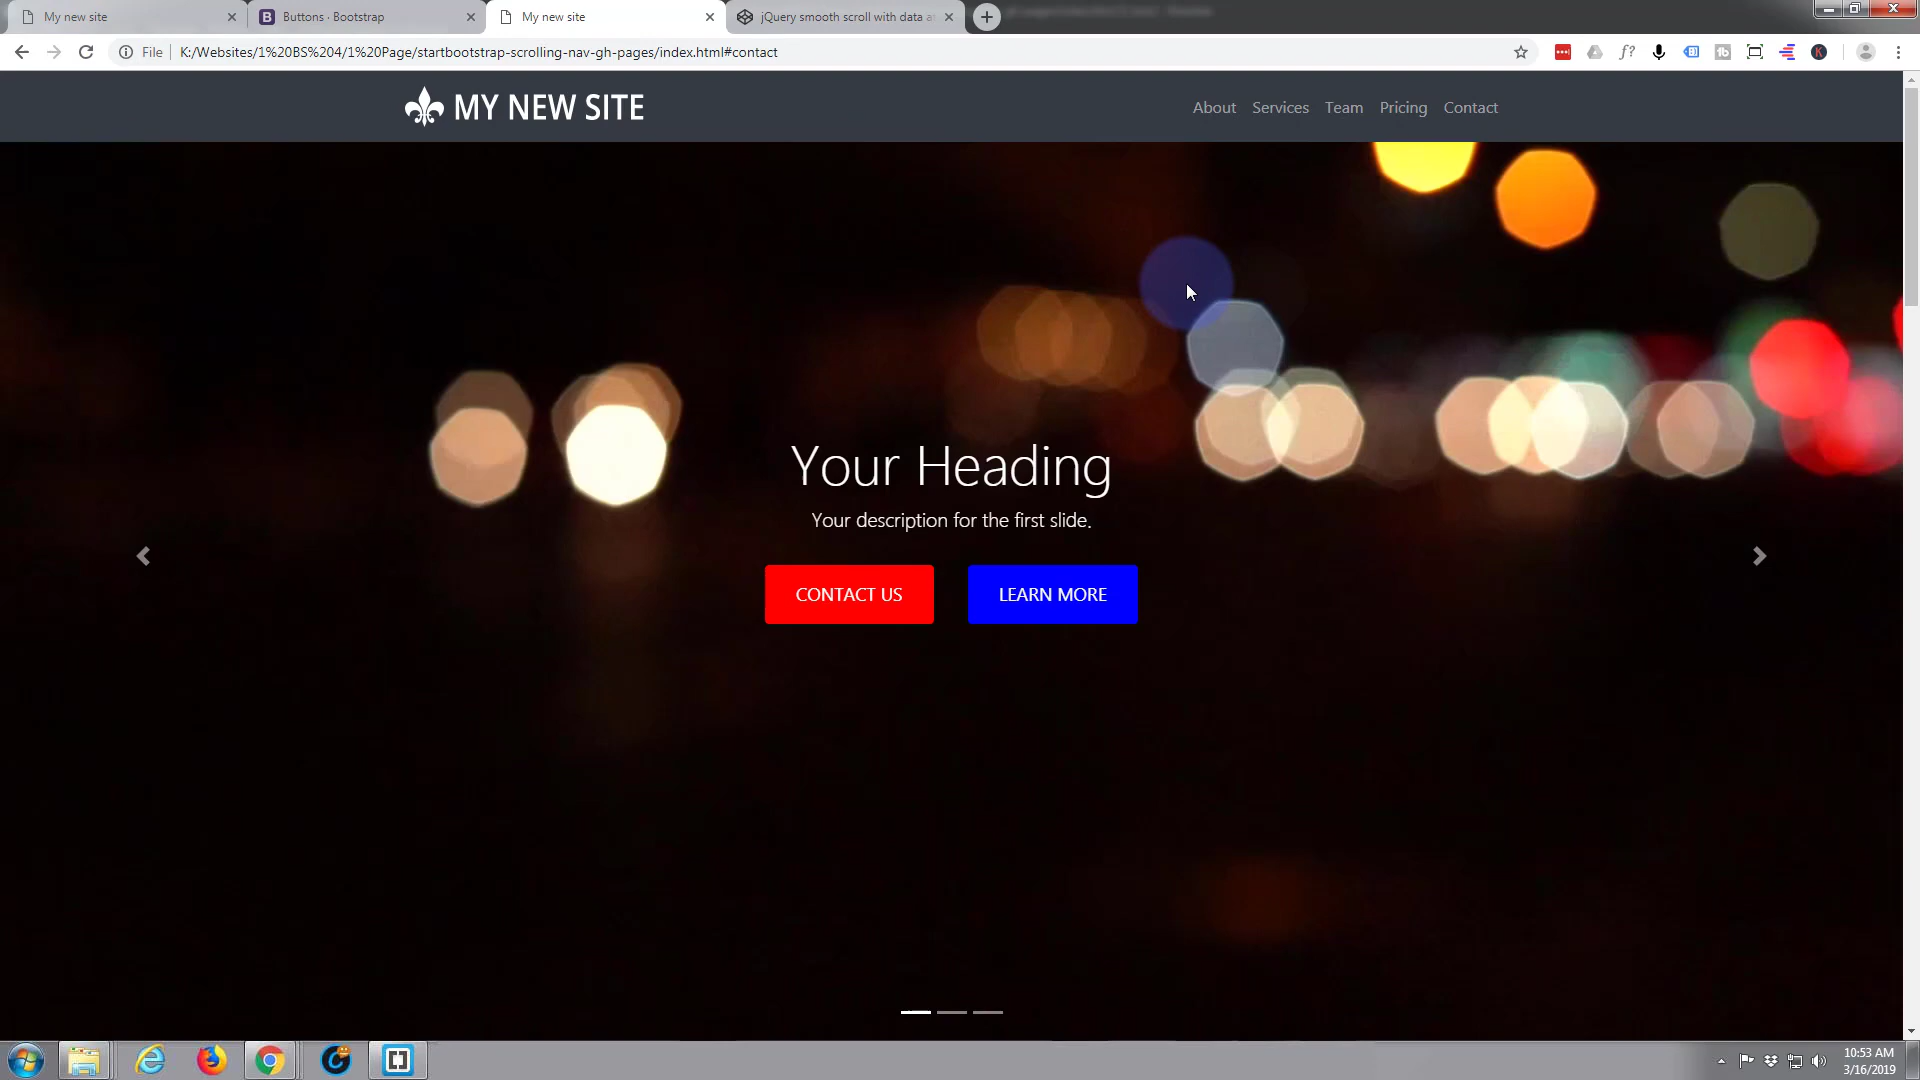 My new site
Buttons · Bootstrap
My new site
jQuery smooth scroll with data a
File
K:/Websites/1%20BS%204/1%20Page/startbootstrap-scrolling-nav-gh-pages/index.html#contact
f?
K
MY NEW SITE
About
Services
Team
Pricing
Contact
Your Heading
Your description for the first slide.
CONTACT US
LEARN MORE
10:53 AM
3/16/2019